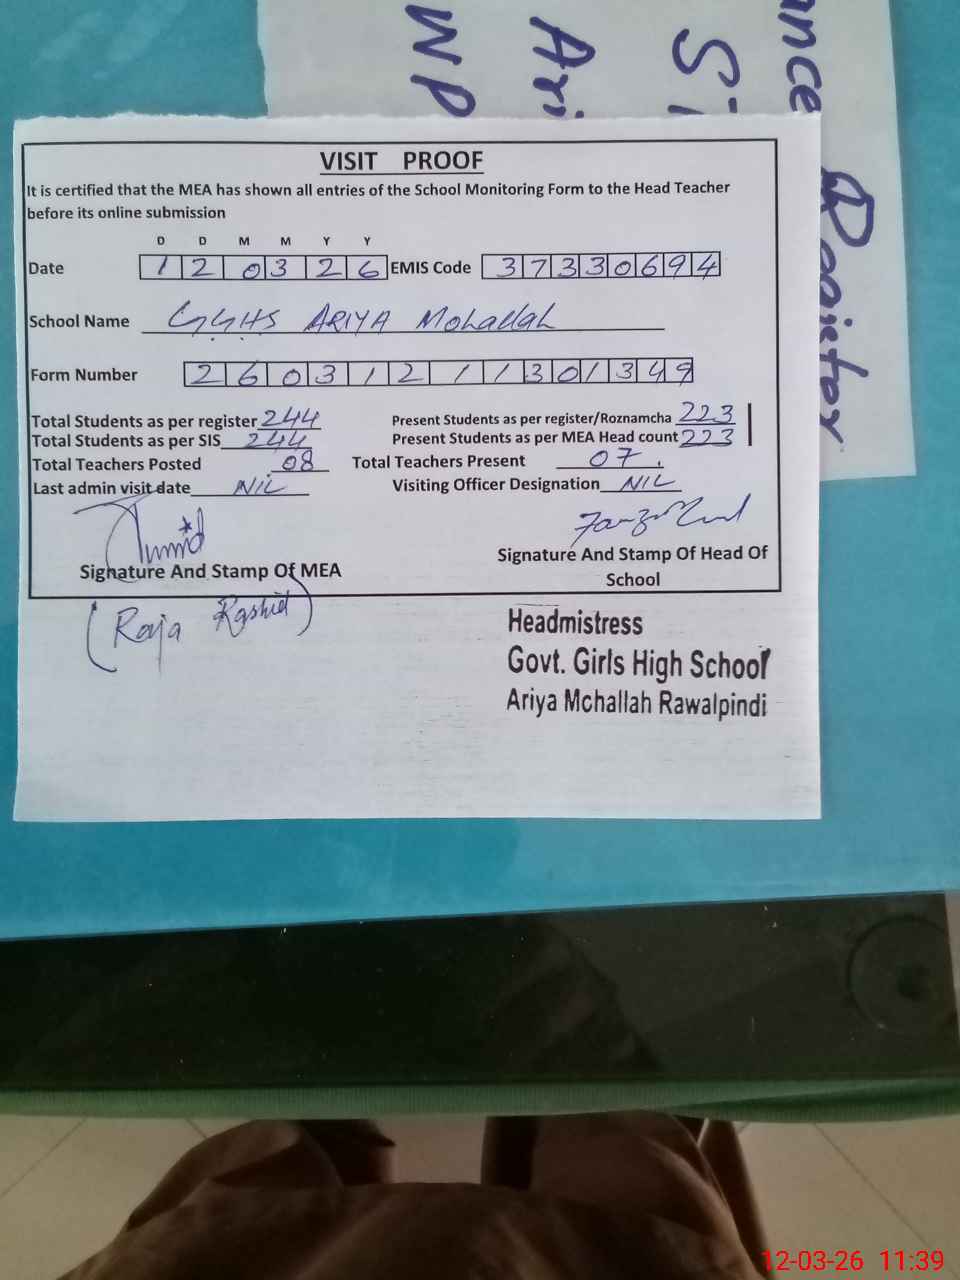 ance Register
ST
Ari
WP
VISIT PROOF
It is certified that the MEA has shown all entries of the School Monitoring Form to the Head Teacher
before its online submission
D D M M Y Y
Date 1 2 0 3 2 6 EMIS Code 3 7 3 3 0 6 9 4
School Name GGHS ARIYA Mohallah
Form Number 2 6 0 3 1 2 1 1 3 0 1 3 4 9
Total Students as per register 244 Present Students as per register/Roznamcha 223
Total Students as per SIS 244 Present Students as per MEA Head count 223
Total Teachers Posted 08 Total Teachers Present 07
Last admin visit date NIL Visiting Officer Designation NIL
Signature And Stamp Of MEA Signature And Stamp Of Head Of
School
(Raja Rashid)
Headmistress
Govt. Girls High School
Ariya Mchallah Rawalpindi
12-03-26 11:39